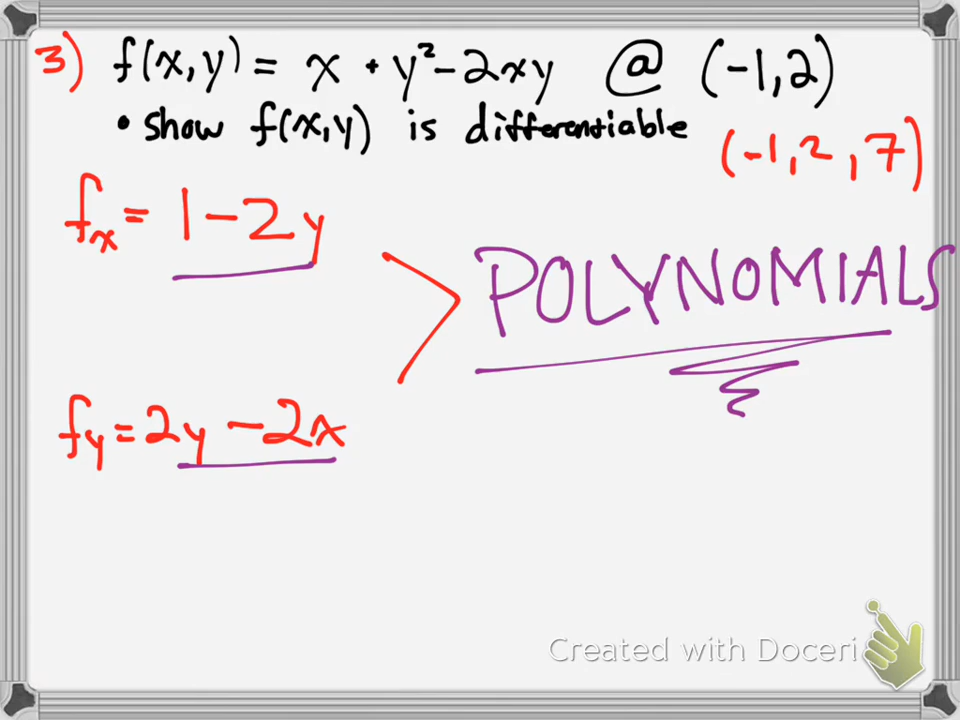 3) f(x,y) = x + y² - 2xy @ (-1,2)
• show f(x,y) is differentiable
(-1,2,7)
fₓ = 1 - 2y
POLYNOMIALS
f_y = 2y - 2x
Created with Doceri